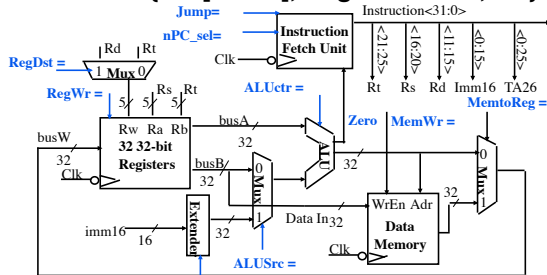 Jump=
nPC_sel=
Instruction
Fetch Unit
Clk
Instruction<31:0>
<21:25>
<16:20>
<11:15>
<0:15>
<0:25>
Rt
Rs
Rd
Imm16
TA26
Rd
Rt
RegDst =
1 Mux 0
RegWr =
5
5
Rs
5
Rt
ALUctr =
Zero
MemWr =
MemtoReg =
busW
32
Clk
Rw Ra Rb
32 32-bit
Registers
busA
32
busB
32
0
Mux
1
ALU
32
32
0
Mux
1
imm16
16
Extender
32
Data In
32
WrEn Adr
Data
Memory
Clk
ALUSrc =